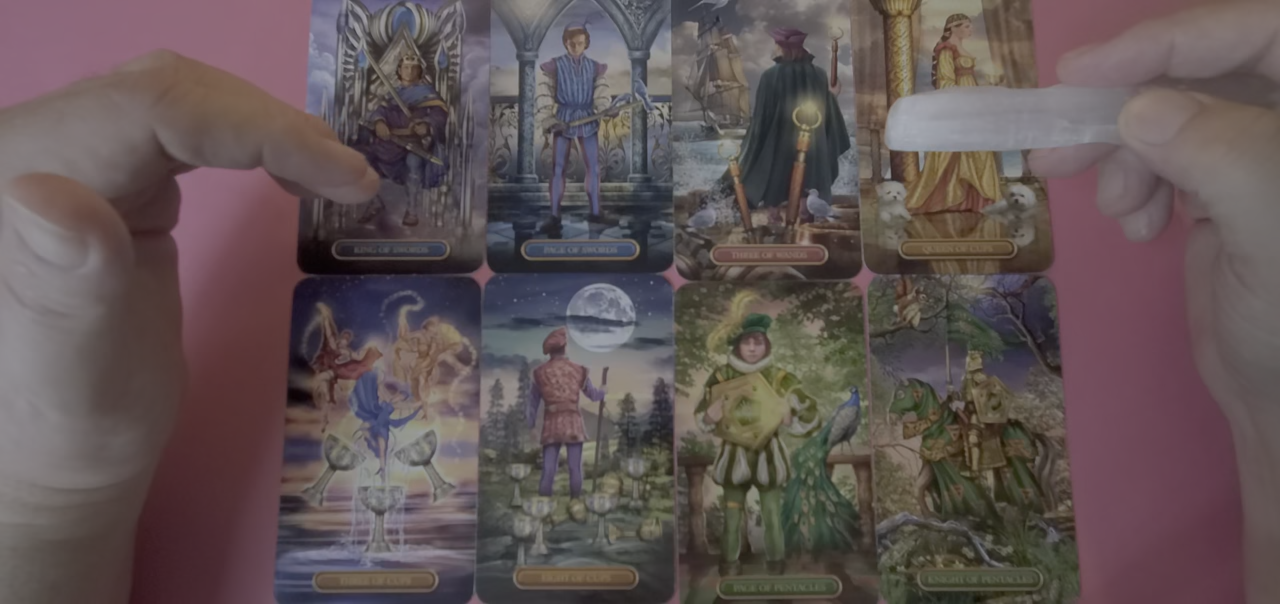 KING OF SWORDS
PAGE OF SWORDS
THREE OF WANDS
QUEEN OF CUPS
THREE OF CUPS
EIGHT OF CUPS
PAGE OF PENTACLES
KNIGHT OF PENTACLES